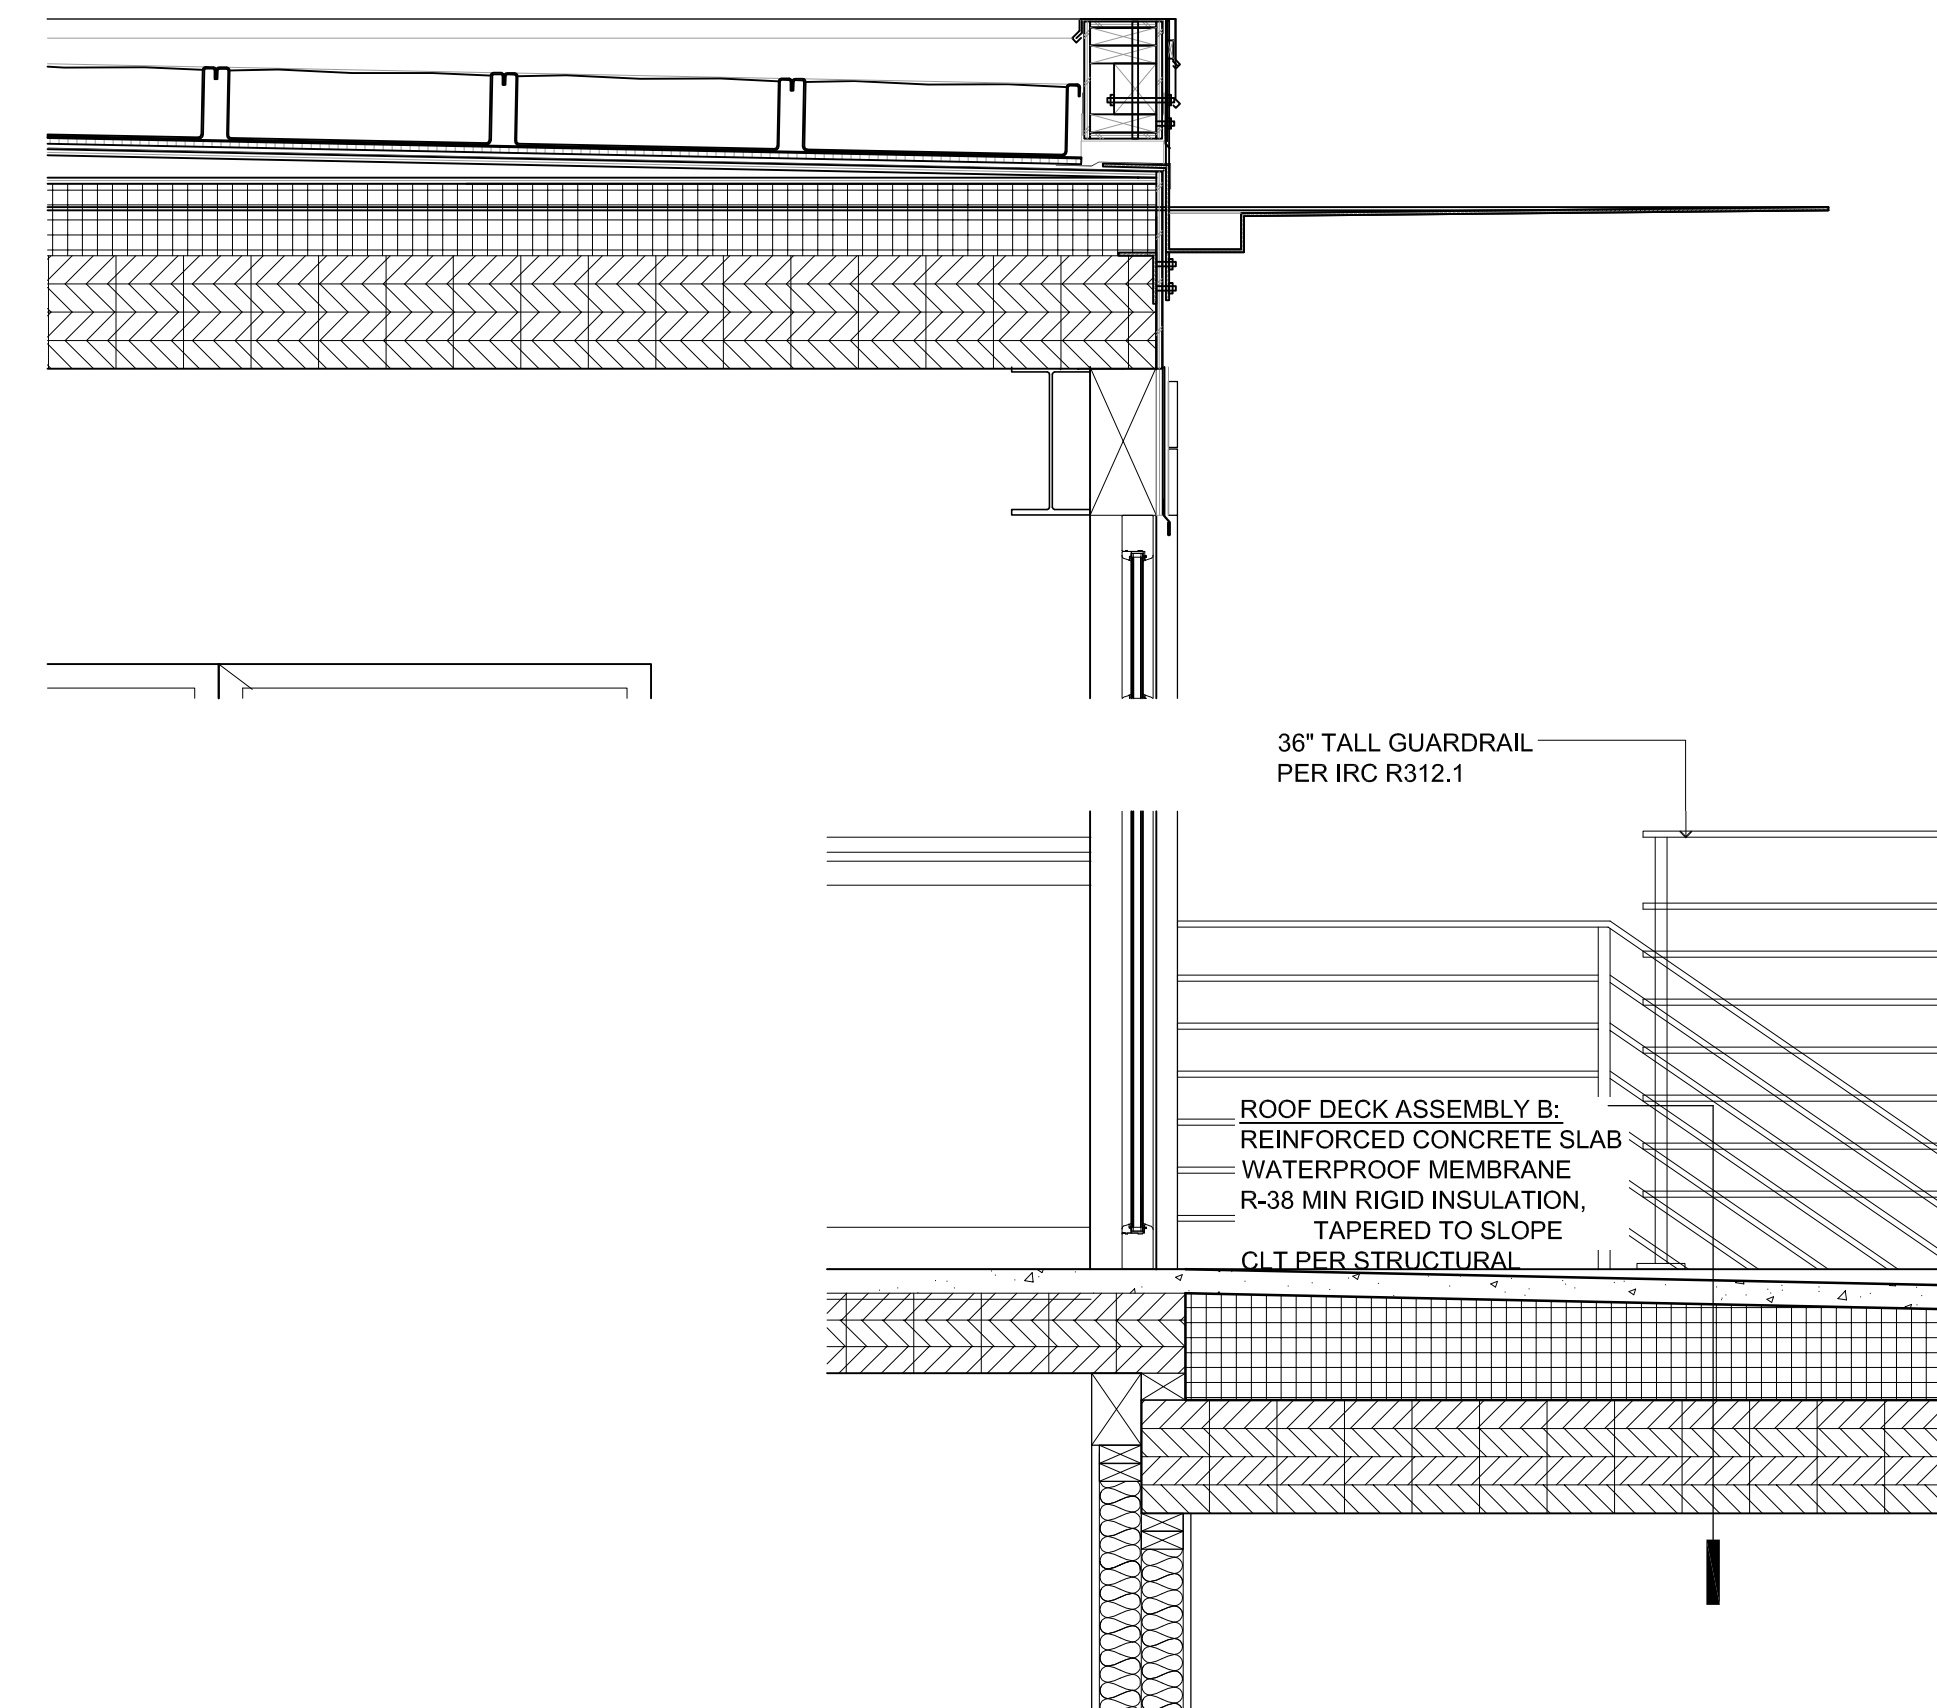 36" TALL GUARDRAIL
PER IRC R312.1
ROOF DECK ASSEMBLY B:
REINFORCED CONCRETE SLAB
WATERPROOF MEMBRANE
R-38 MIN RIGID INSULATION,
TAPERED TO SLOPE
CLT PER STRUCTURAL